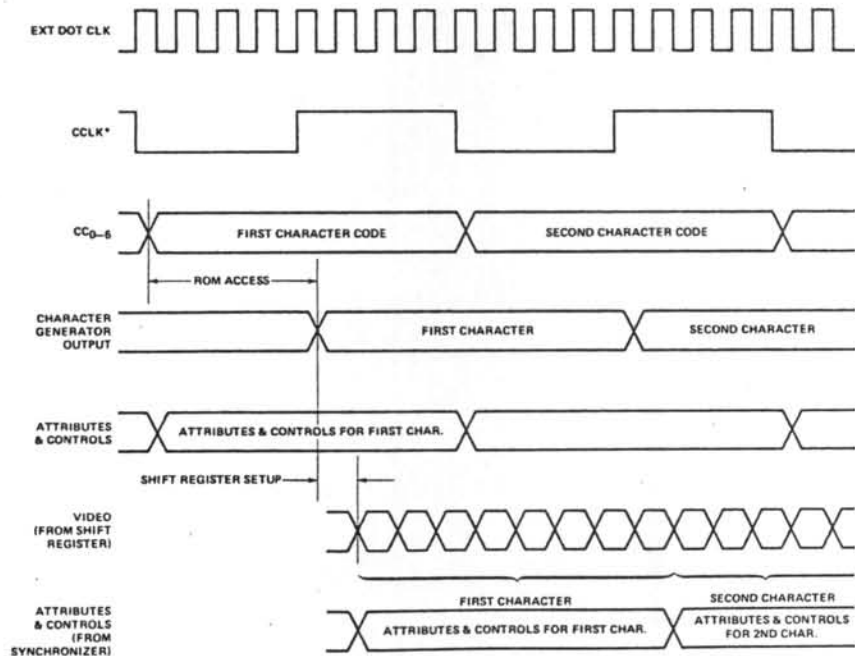 EXT DOT CLK
CCLK*
CC0–6
FIRST CHARACTER CODE
SECOND CHARACTER CODE
ROM ACCESS
CHARACTER
GENERATOR
OUTPUT
FIRST CHARACTER
SECOND CHARACTER
ATTRIBUTES
& CONTROLS
ATTRIBUTES & CONTROLS FOR FIRST CHAR.
SHIFT REGISTER SETUP
VIDEO
(FROM SHIFT
REGISTER)
FIRST CHARACTER
SECOND CHARACTER
ATTRIBUTES
& CONTROLS
(FROM
SYNCHRONIZER)
ATTRIBUTES & CONTROLS FOR FIRST CHAR.
ATTRIBUTES & CONTROLS
FOR 2ND CHAR.